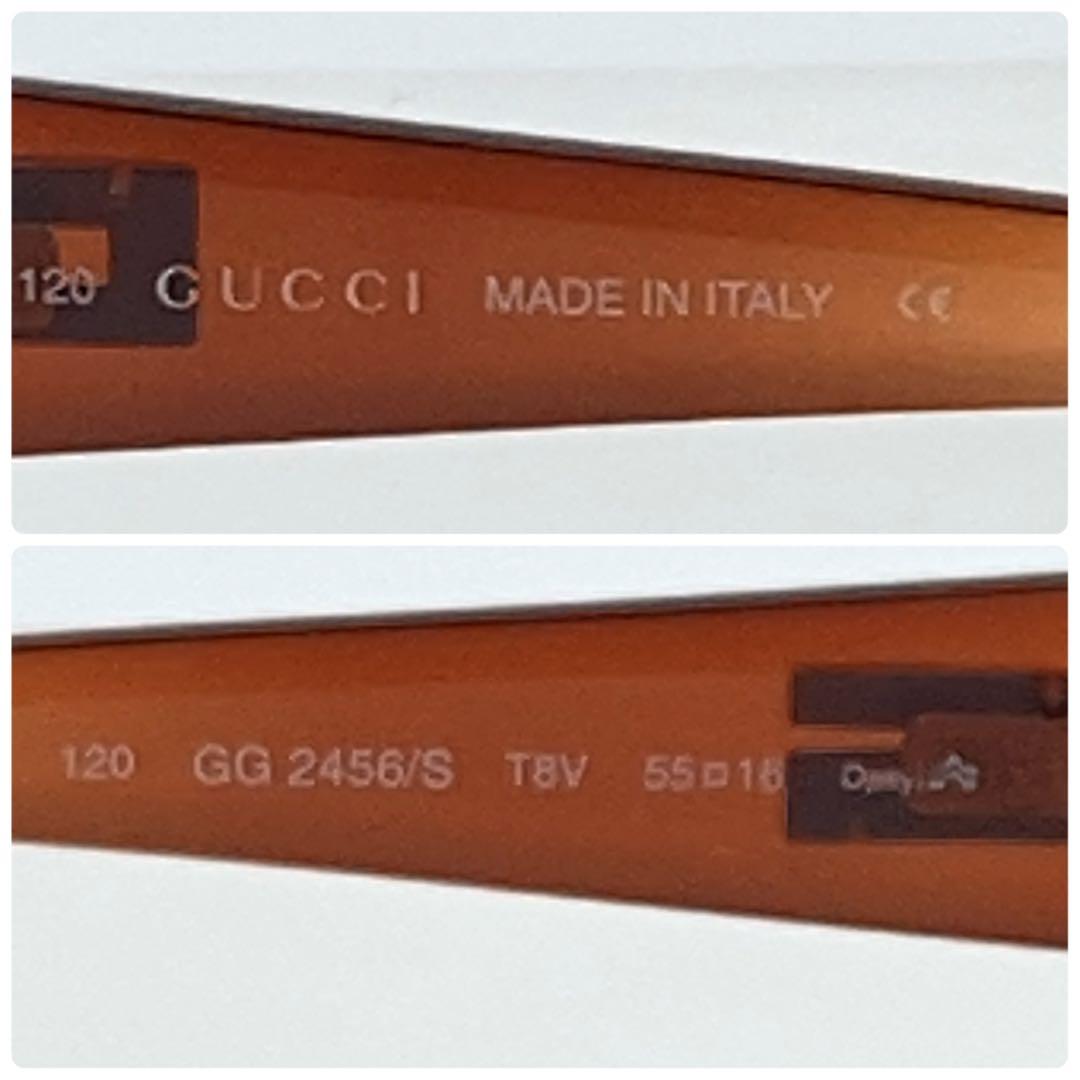 120 GUCCI MADE IN ITALY CE
120 GG 2456/S T8V 55□16